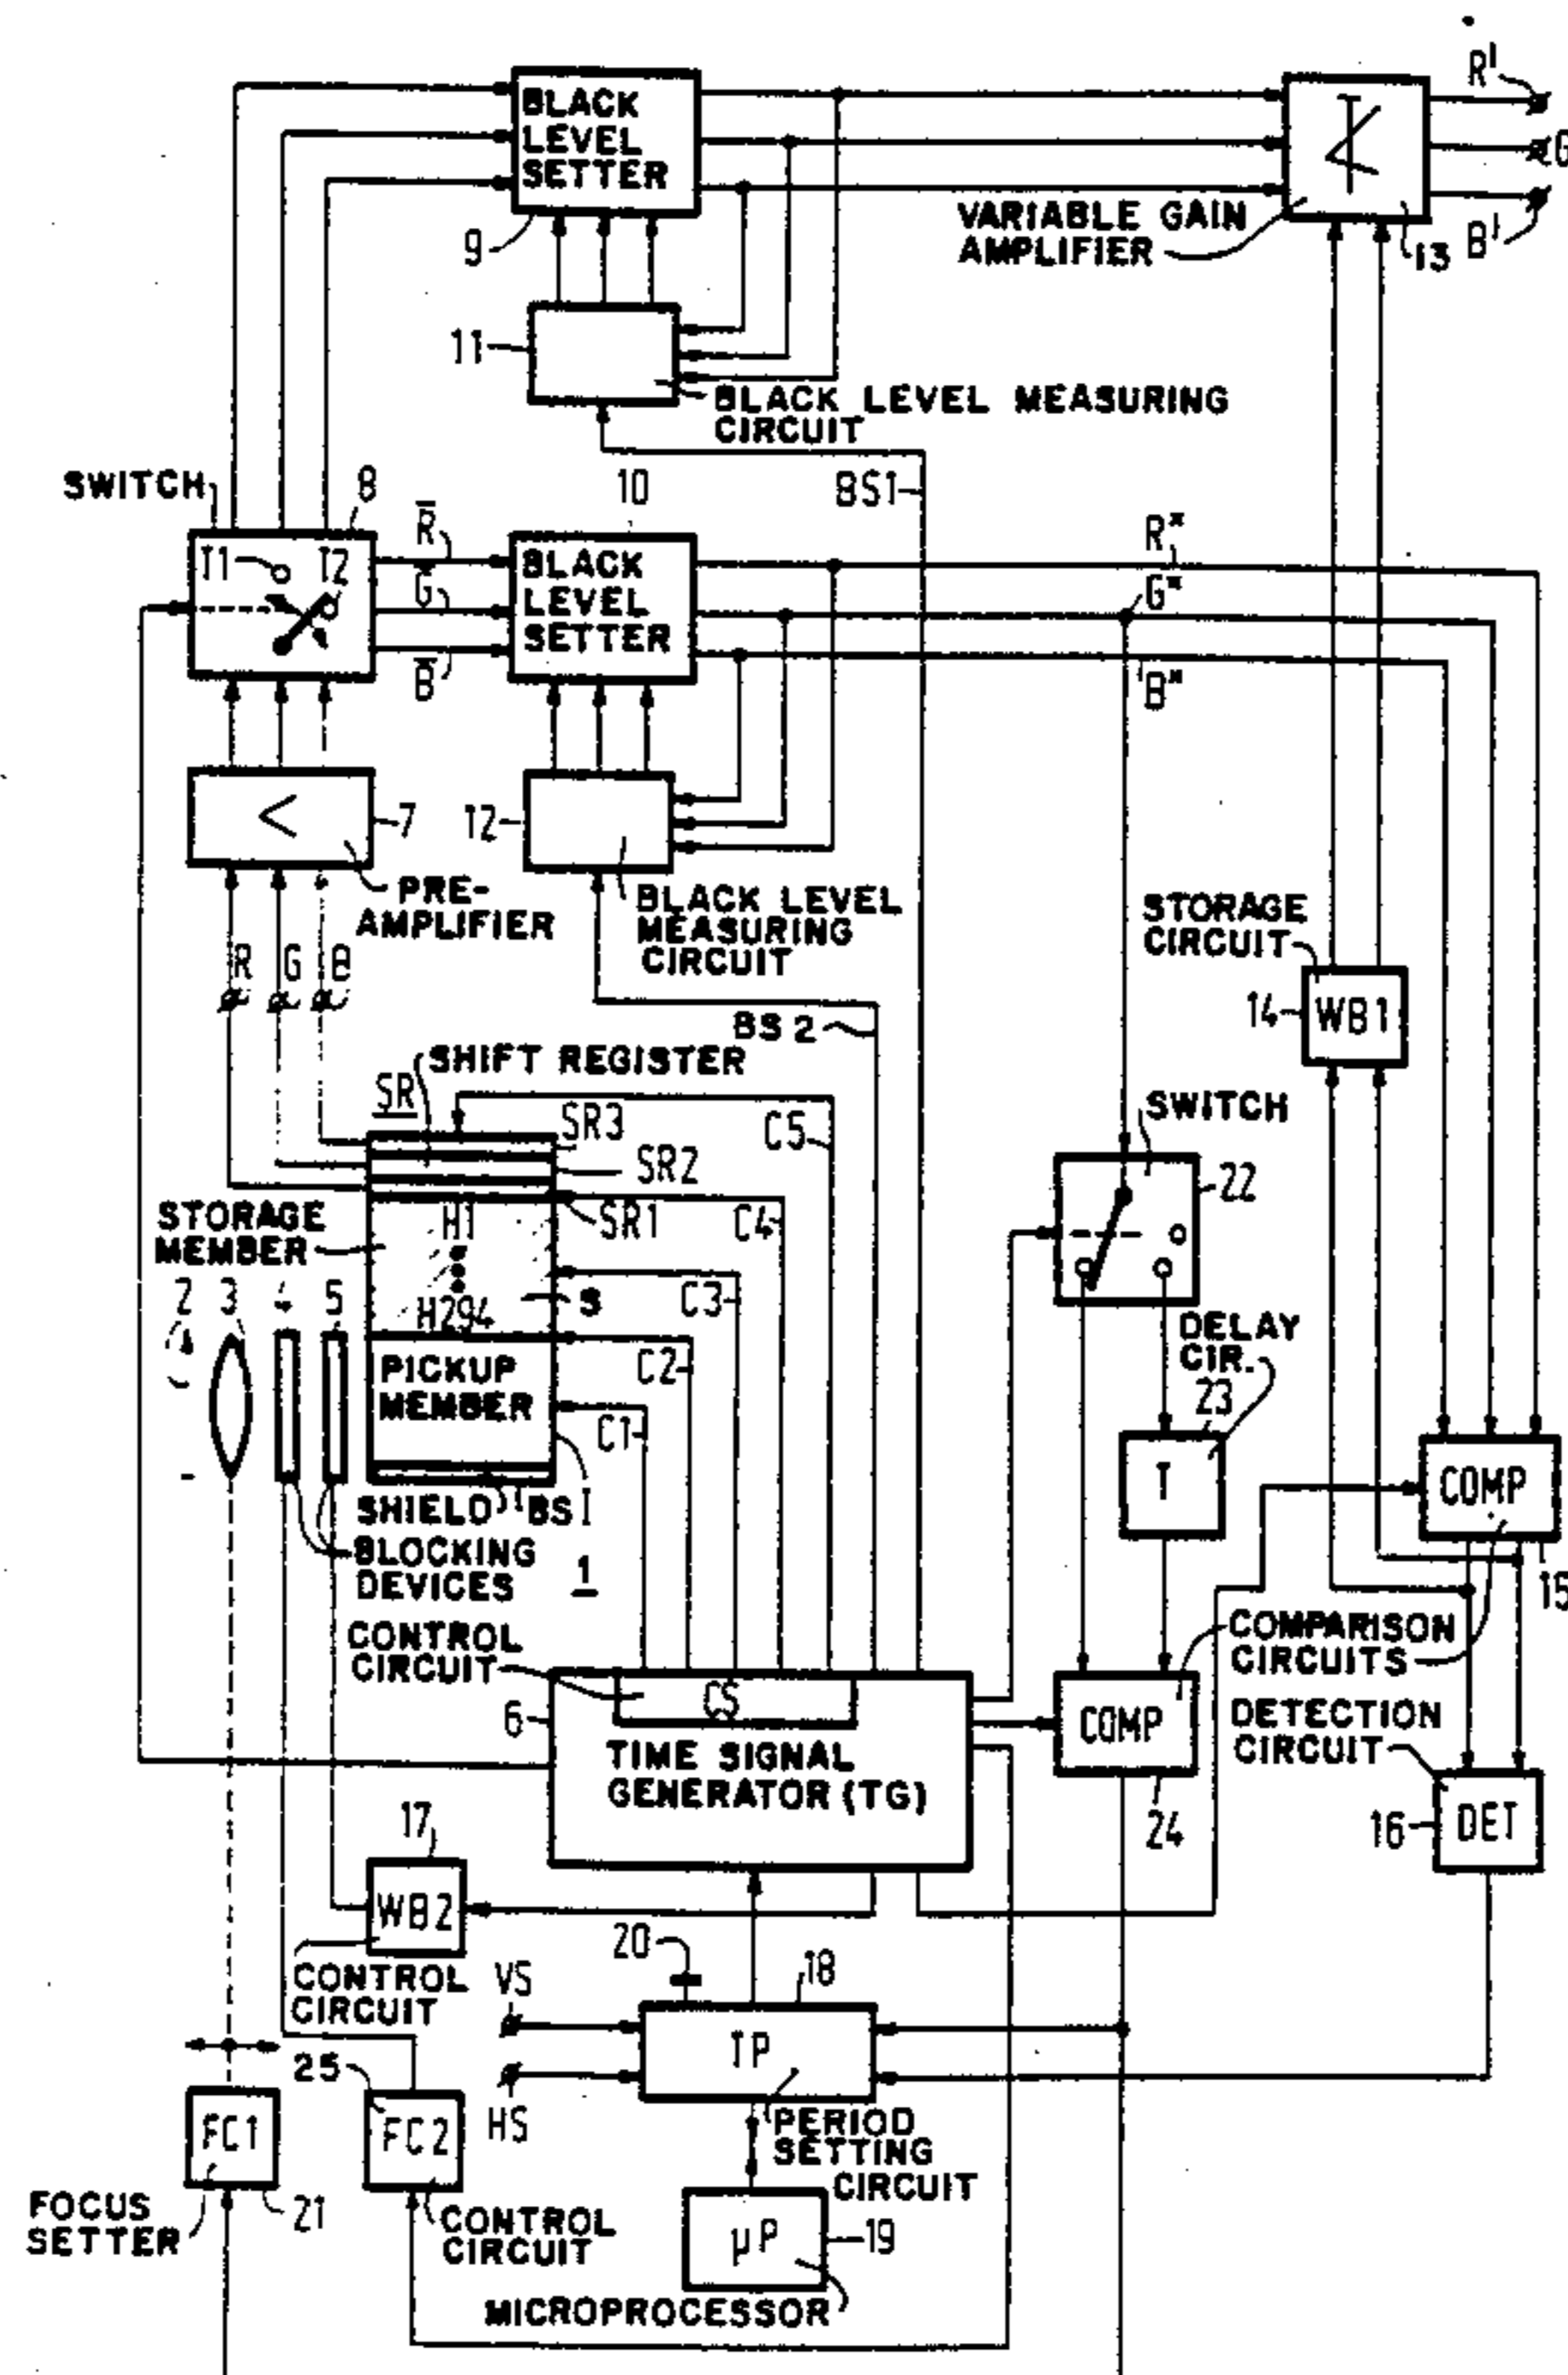 R'
BLACK
LEVEL
SETTER
G
VARIABLE GAIN
AMPLIFIER
9
13
B'
11
BLACK LEVEL MEASURING
CIRCUIT
SWITCH
8
10
BS1
R̄
R*
T1
T2
BLACK
LEVEL
SETTER
Ḡ
G*
B̄
B*
<
7
12
PRE-
AMPLIFIER
BLACK LEVEL
MEASURING
CIRCUIT
STORAGE
CIRCUIT
R
G
B
14
WB1
BS2
SHIFT REGISTER
SR
SR3
C5
SWITCH
SR2
22
STORAGE
MEMBER
H1
SR1
C4
2
3
4
5
H294
S
C3
DELAY
CIR.
PICKUP
MEMBER
C2
23
C1
T
COMP
SHIELD
BS
I
BLOCKING
DEVICES
1
15
CONTROL
CIRCUIT
COMPARISON
CIRCUITS
CS
6
COMP
DETECTION
CIRCUIT
TIME SIGNAL
GENERATOR (TG)
17
24
16
DET
WB2
20
18
CONTROL
CIRCUIT
VS
TP
25
HS
PERIOD
SETTING
CIRCUIT
FC1
FC2
FOCUS
SETTER
21
CONTROL
CIRCUIT
µP
19
MICROPROCESSOR